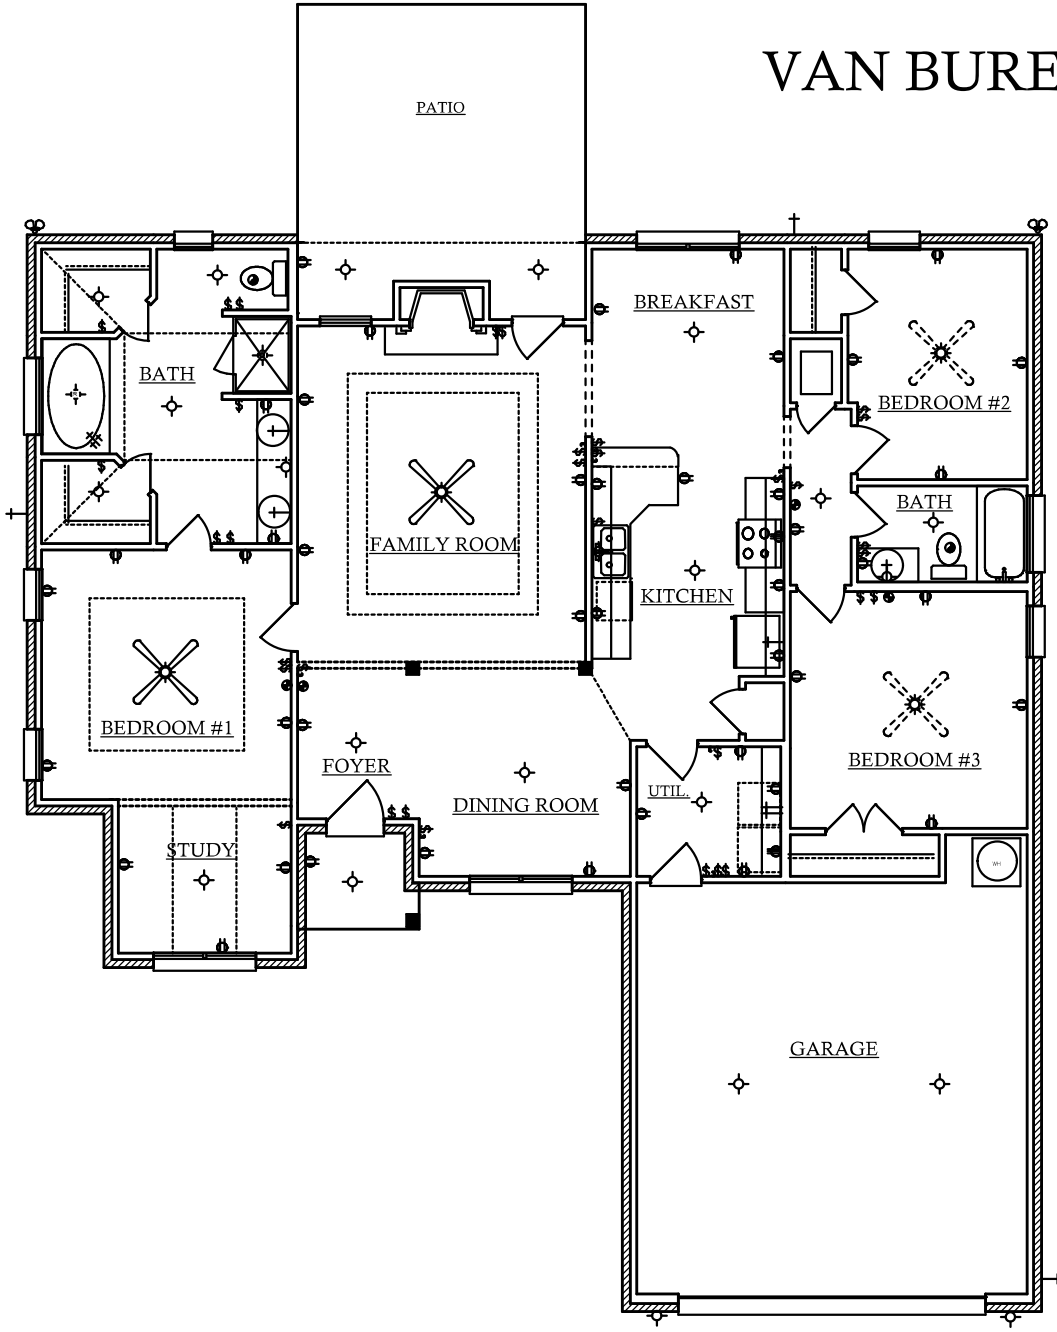 VAN BURE
PATIO
BREAKFAST
BATH
BEDROOM #2
BATH
FAMILY ROOM
KITCHEN
BEDROOM #1
FOYER
BEDROOM #3
UTIL.
DINING ROOM
STUDY
WH
GARAGE